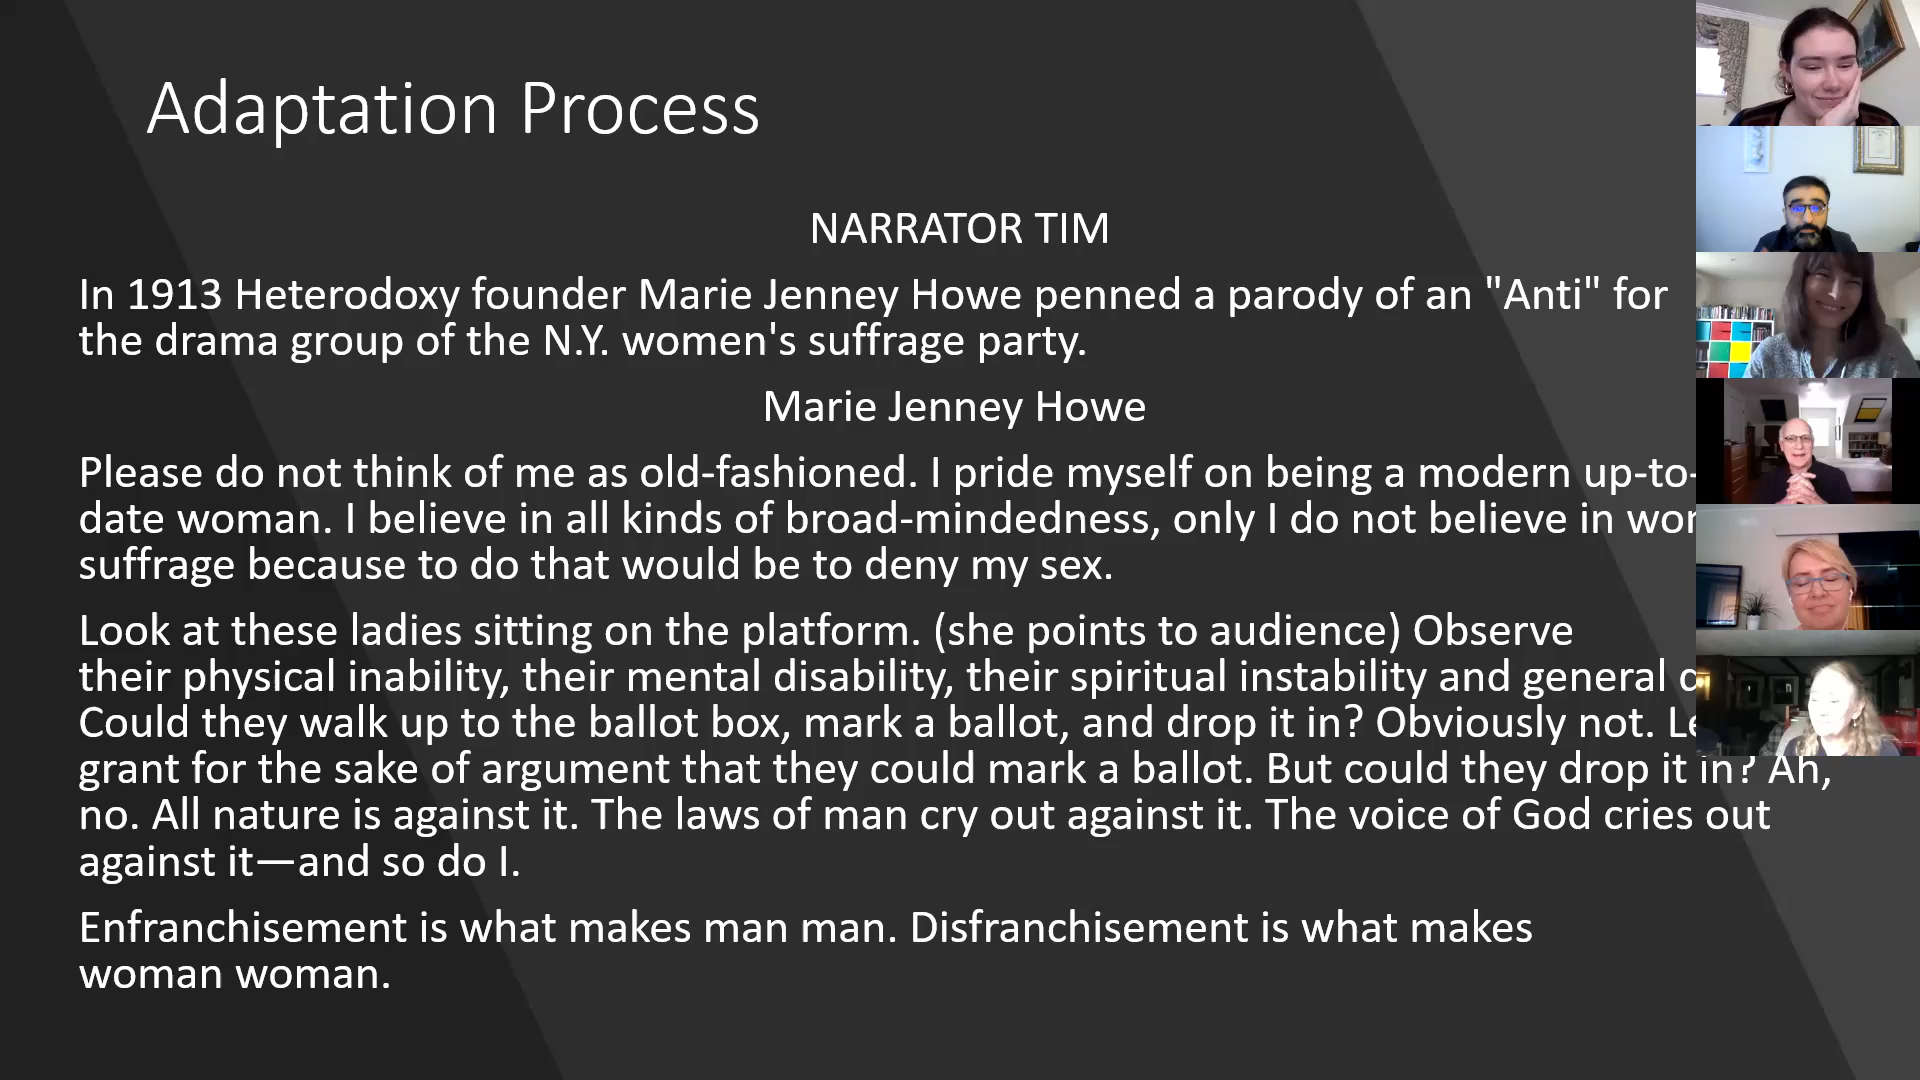 Adaptation Process
NARRATOR TIM
In 1913 Heterodoxy founder Marie Jenney Howe penned a parody of an "Anti" for
the drama group of the N.Y. women's suffrage party.
Marie Jenney Howe
Please do not think of me as old-fashioned. I pride myself on being a modern up-to-
date woman. I believe in all kinds of broad-mindedness, only I do not believe in
suffrage because to do that would be to deny my sex.
Look at these ladies sitting on the platform. (she points to audience) Observe
their physical inability, their mental disability, their spiritual instability and general
Could they walk up to the ballot box, mark a ballot, and drop it in? Obviously not.
grant for the sake of argument that they could mark a ballot. But could they drop it in? Ah,
no. All nature is against it. The laws of man cry out against it. The voice of God cries out
against it—and so do I.
Enfranchisement is what makes man man. Disfranchisement is what makes
woman woman.